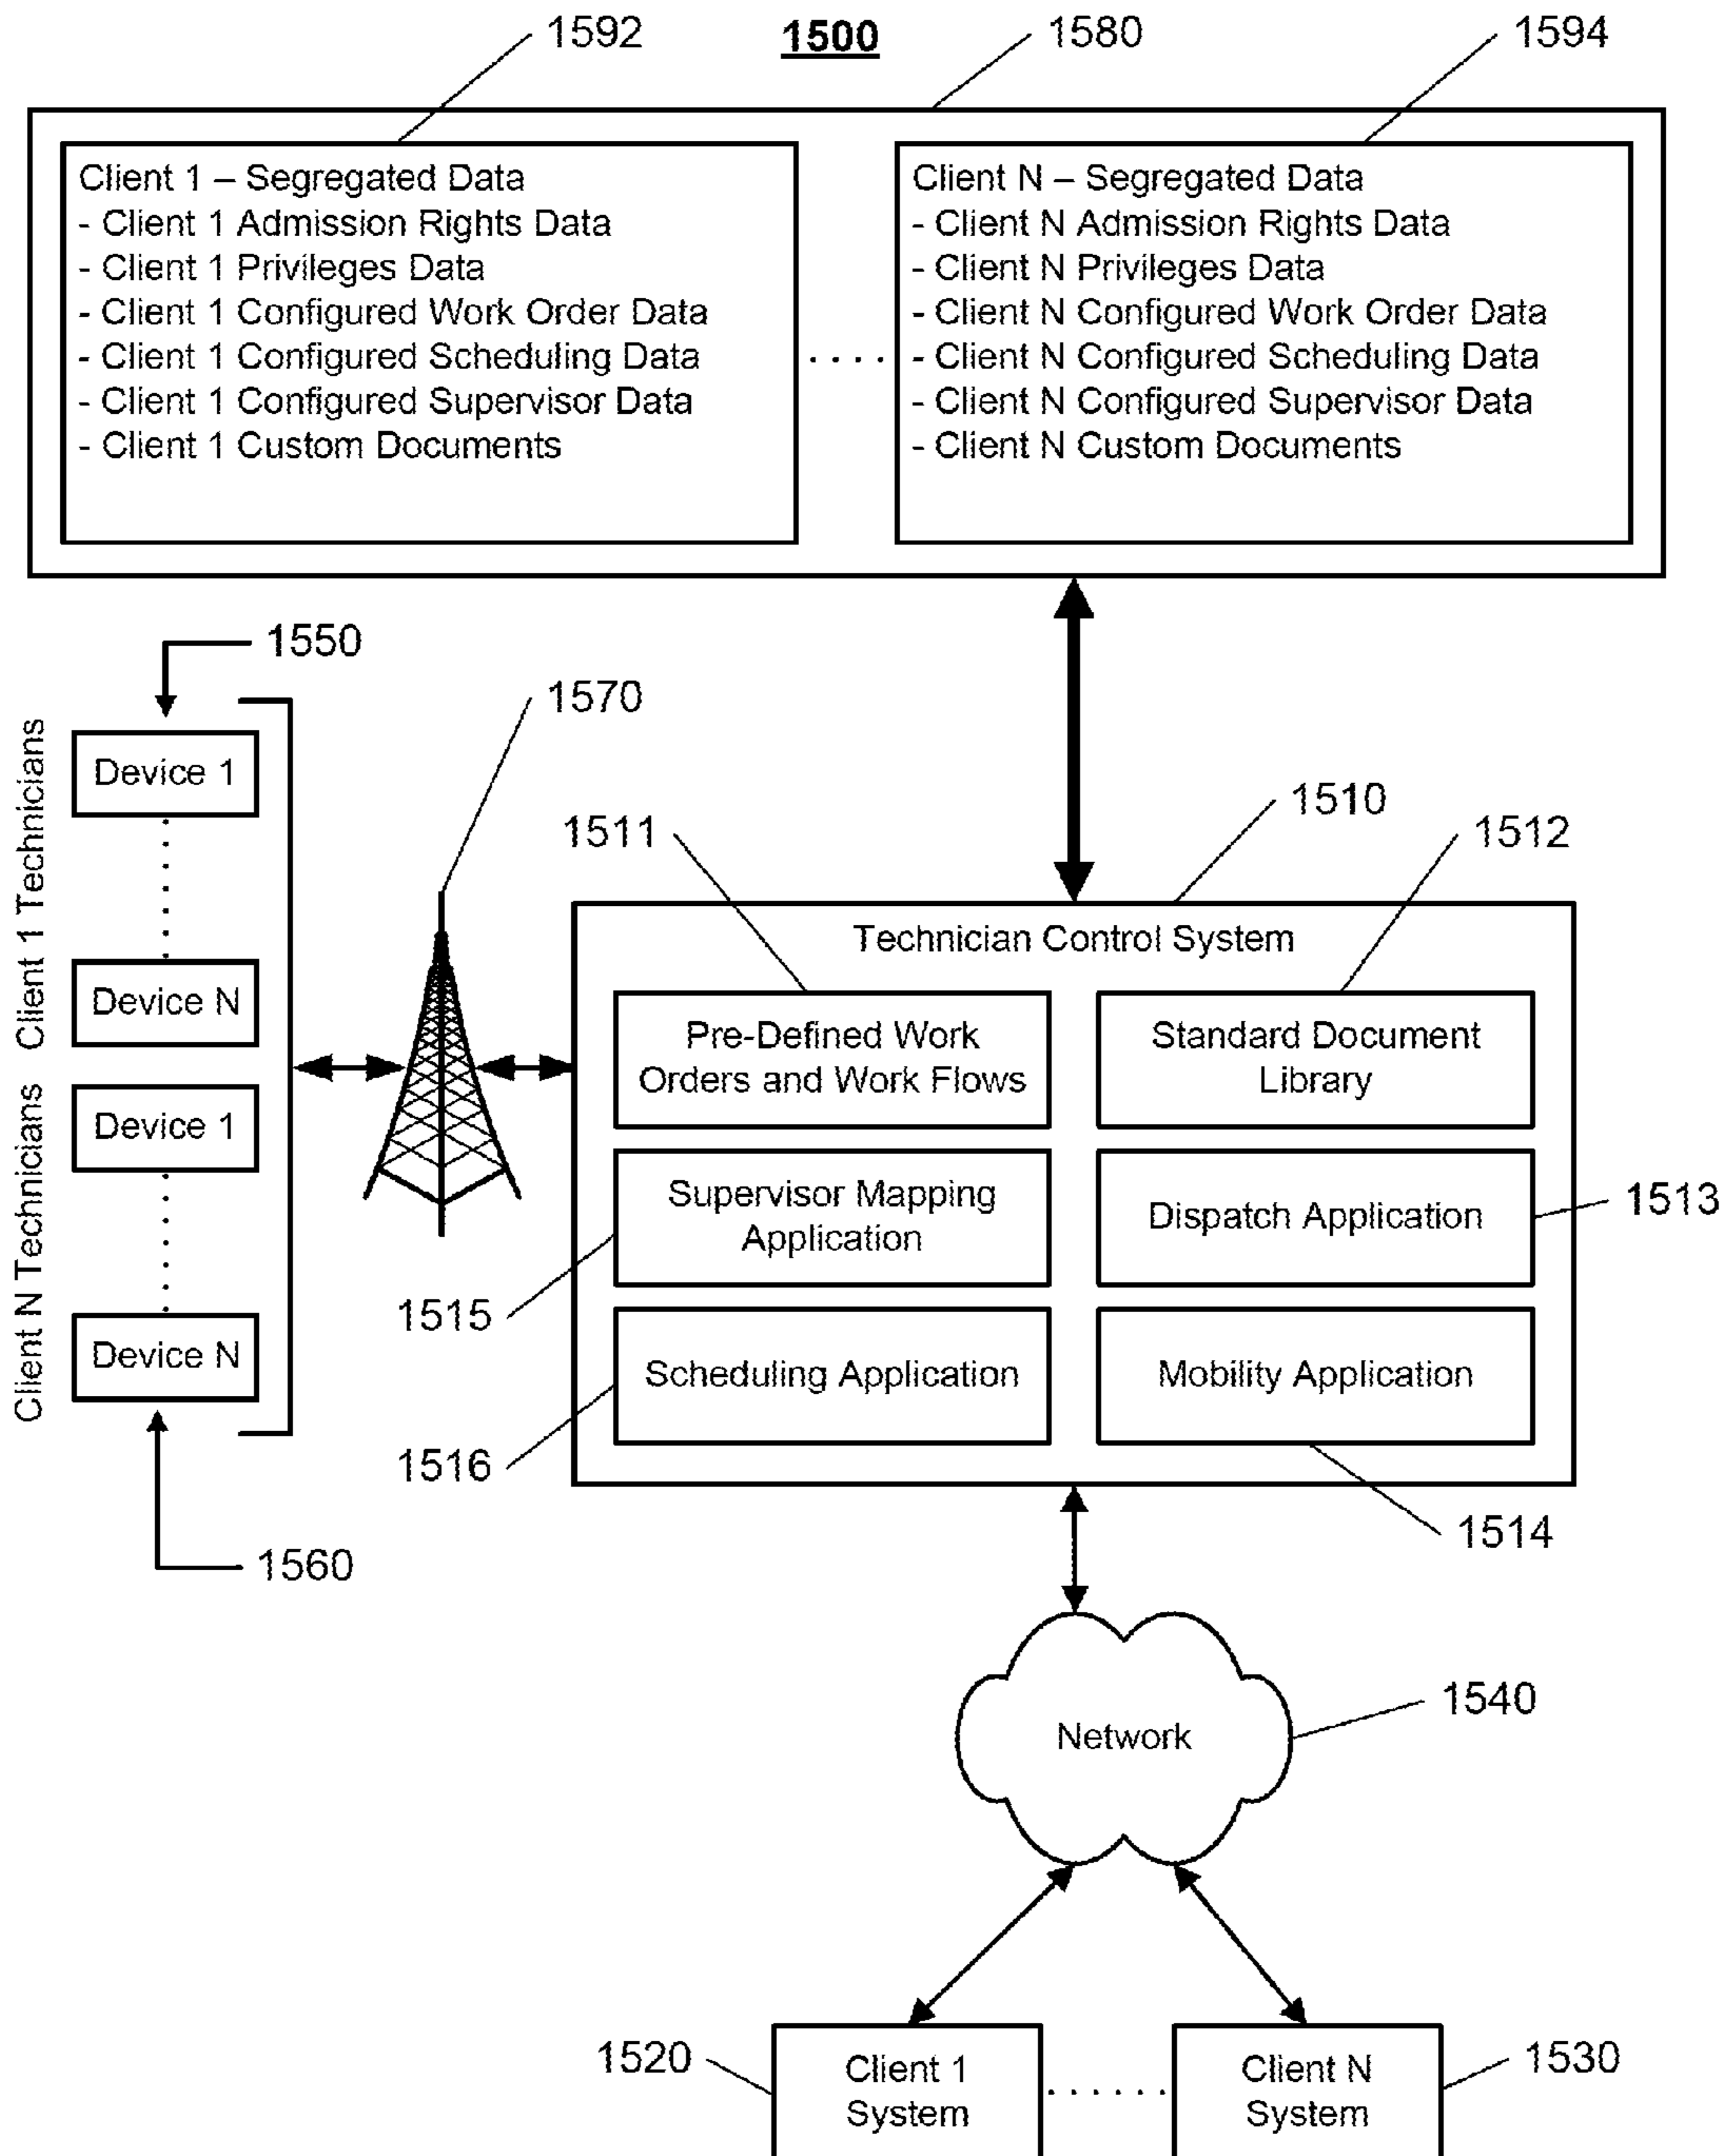 1592
1500
1580
1594
Client 1 – Segregated Data
- Client 1 Admission Rights Data
- Client 1 Privileges Data
- Client 1 Configured Work Order Data
- Client 1 Configured Scheduling Data
- Client 1 Configured Supervisor Data
- Client 1 Custom Documents
Client N – Segregated Data
- Client N Admission Rights Data
- Client N Privileges Data
- Client N Configured Work Order Data
- Client N Configured Scheduling Data
- Client N Configured Supervisor Data
- Client N Custom Documents
1550
Client 1 Technicians
Device 1
Device N
Client N Technicians
Device 1
Device N
1560
1570
1510
1511
1512
Technician Control System
Pre-Defined Work
Orders and Work Flows
Standard Document
Library
Supervisor Mapping
Application
Dispatch Application
1513
1515
Scheduling Application
Mobility Application
1516
1514
Network
1540
1520
Client 1
System
Client N
System
1530